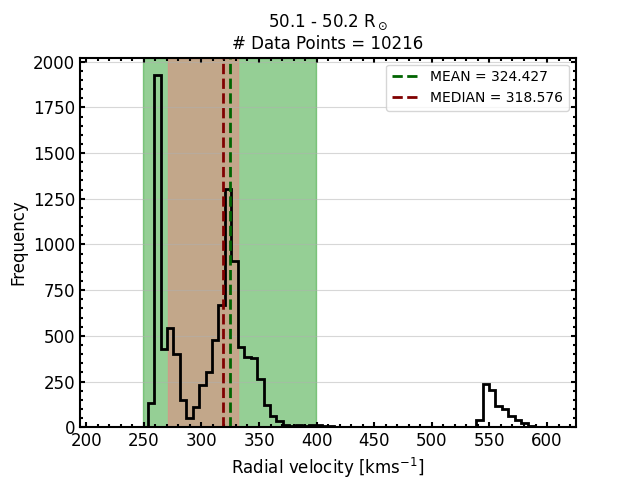 50.1 - 50.2 R⊙
# Data Points = 10216
MEAN = 324.427
MEDIAN = 318.576
Frequency
2000
1750
1500
1250
1000
750
500
250
0
200 250 300 350 400 450 500 550 600
Radial velocity [kms⁻¹]